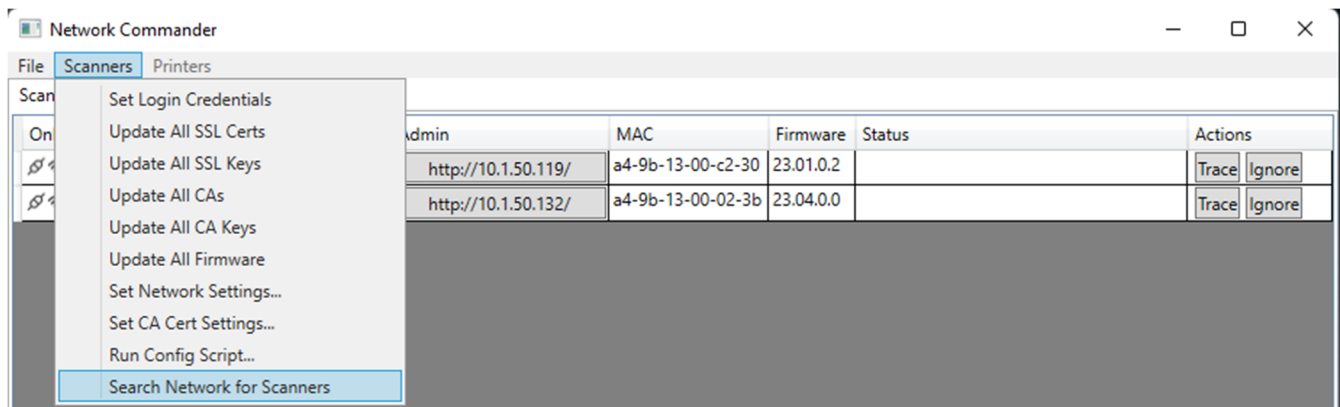 Network Commander
File Scanners Printers
Scan
On Admin MAC Firmware Status Actions
http://10.1.50.119/ a4-9b-13-00-c2-30 23.01.0.2 Trace Ignore
http://10.1.50.132/ a4-9b-13-00-02-3b 23.04.0.0 Trace Ignore
Set Login Credentials
Update All SSL Certs
Update All SSL Keys
Update All CAs
Update All CA Keys
Update All Firmware
Set Network Settings...
Set CA Cert Settings...
Run Config Script...
Search Network for Scanners